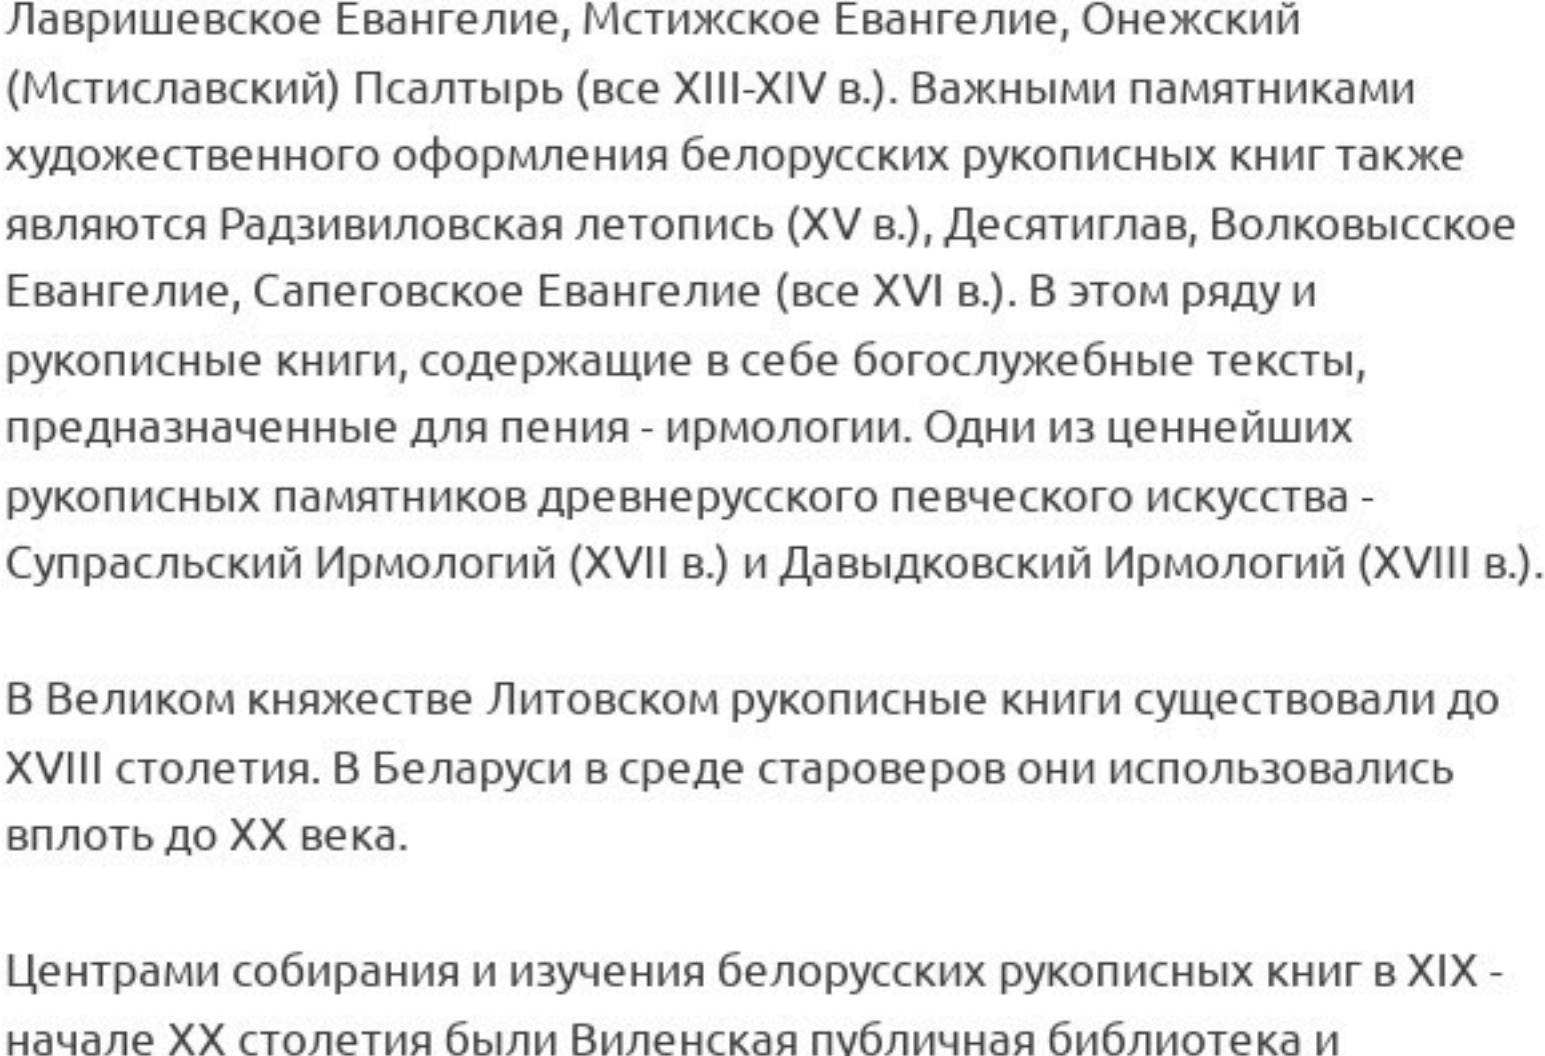 Лавришевское Евангелие, Мстижское Евангелие, Онежский
(Мстиславский) Псалтырь (все XIII-XIV в.). Важными памятниками
художественного оформления белорусских рукописных книг также
являются Радзивиловская летопись (XV в.), Десятиглав, Волковысское
Евангелие, Сапеговское Евангелие (все XVI в.). В этом ряду и
рукописные книги, содержащие в себе богослужебные тексты,
предназначенные для пения - ирмологии. Одни из ценнейших
рукописных памятников древнерусского певческого искусства -
Супрасльский Ирмологий (XVII в.) и Давыдковский Ирмологий (XVIII в.).
В Великом княжестве Литовском рукописные книги существовали до
XVIII столетия. В Беларуси в среде староверов они использовались
вплоть до XX века.
Центрами собирания и изучения белорусских рукописных книг в XIX -
начале XX столетия были Виленская публичная библиотека и